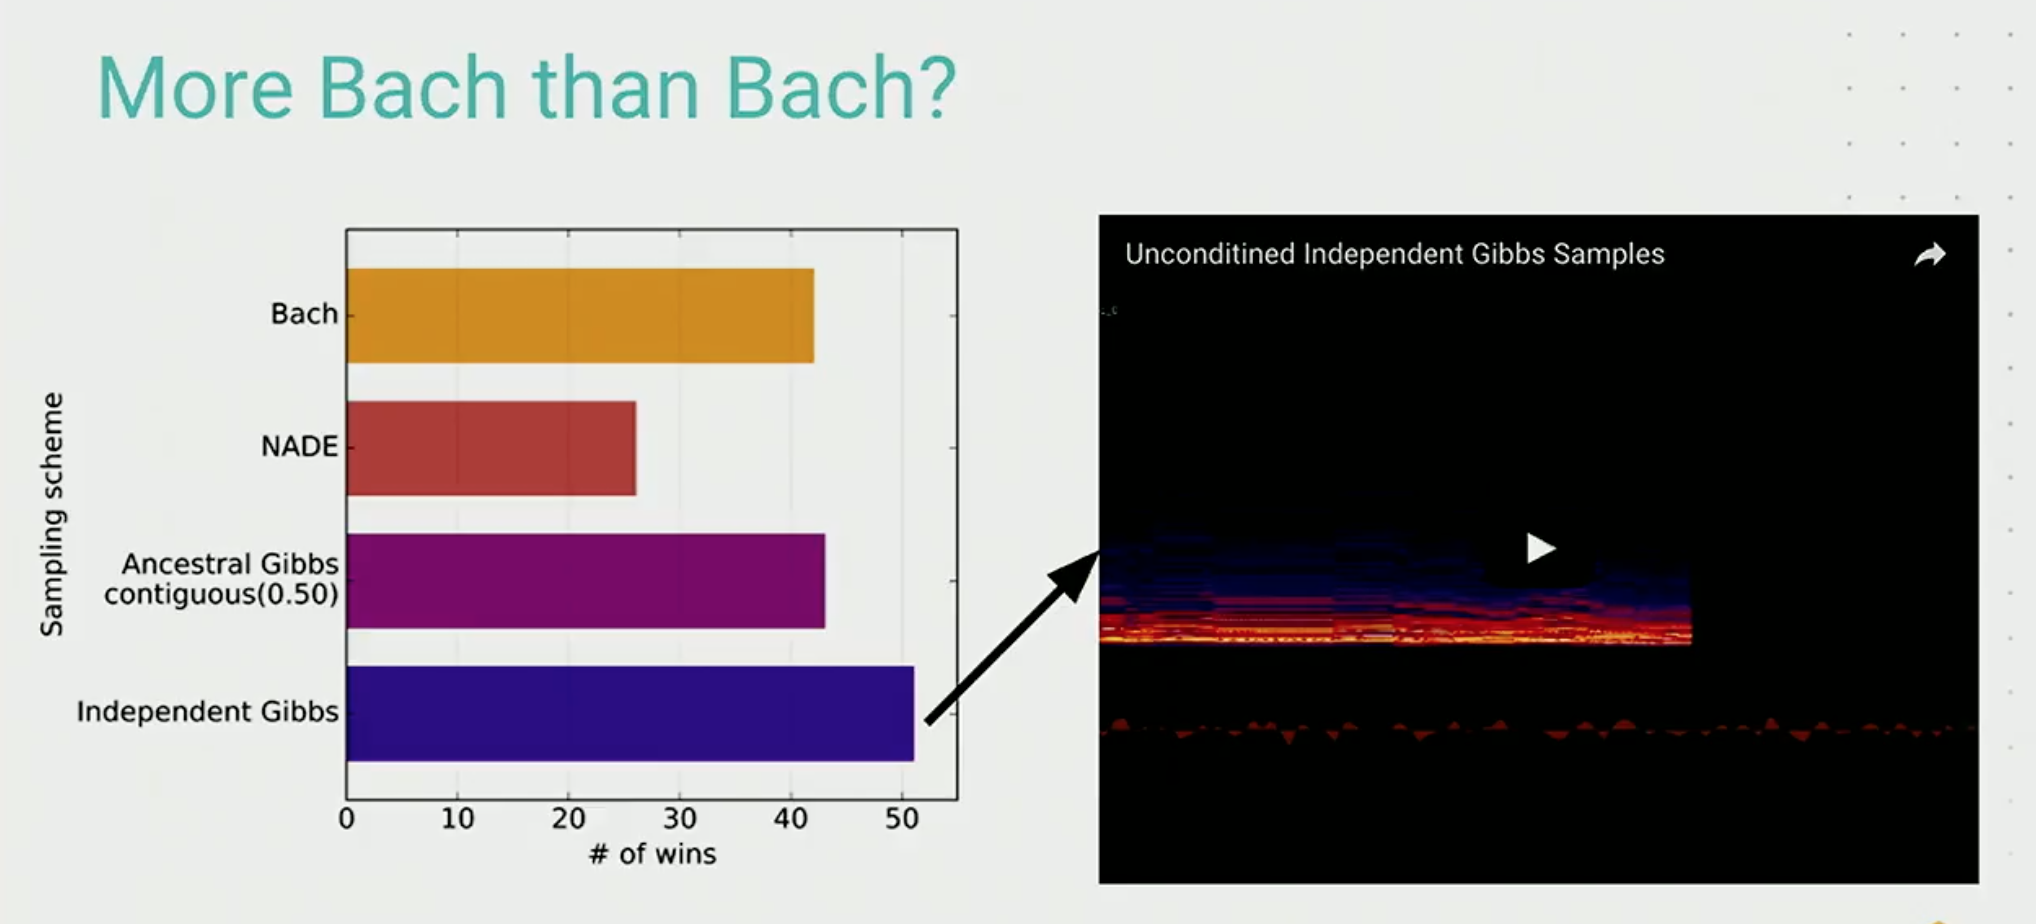 More Bach than Bach?
Sampling scheme
Bach
NADE
Ancestral Gibbs
contiguous(0.50)
Independent Gibbs
0 10 20 30 40 50
# of wins
Unconditined Independent Gibbs Samples